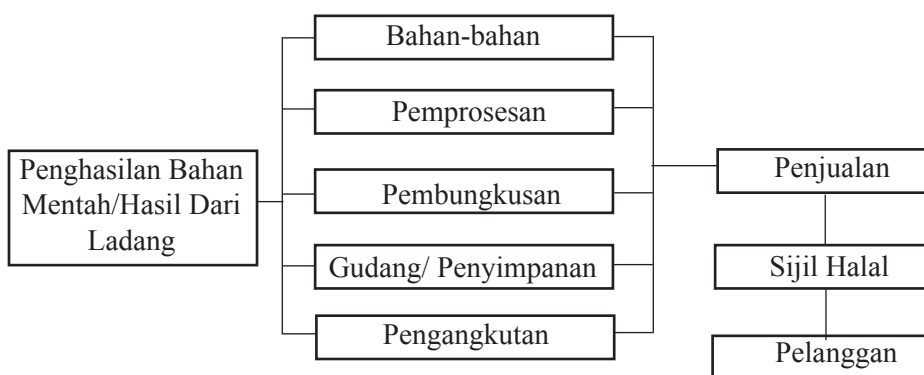 Penghasilan Bahan
Mentah/Hasil Dari
Ladang
Bahan-bahan
Pemprosesan
Pembungkusan
Gudang/ Penyimpanan
Pengangkutan
Penjualan
Sijil Halal
Pelanggan